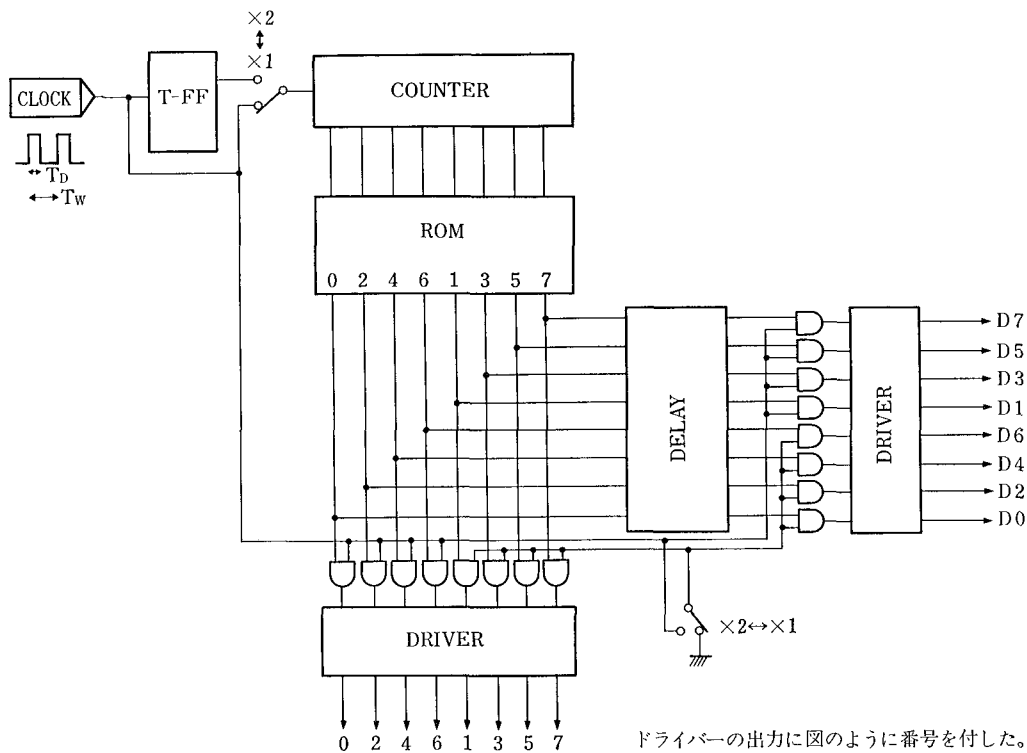 ×2
×1
CLOCK
T-FF
COUNTER
TD
TW
ROM
0 2 4 6 1 3 5 7
DELAY
DRIVER
D7
D5
D3
D1
D6
D4
D2
D0
DRIVER
×2↔×1
0 2 4 6 1 3 5 7
ドライバーの出力に図のように番号を付した。